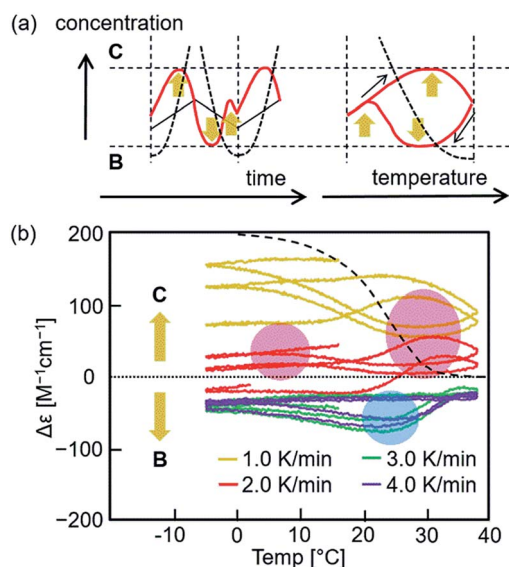 (a) concentration
C
B
time
temperature
(b)
200
100
0
−100
−200
C
B
Δε [M⁻¹cm⁻¹]
1.0 K/min 3.0 K/min
2.0 K/min 4.0 K/min
-10 0 10 20 30 40
Temp [°C]